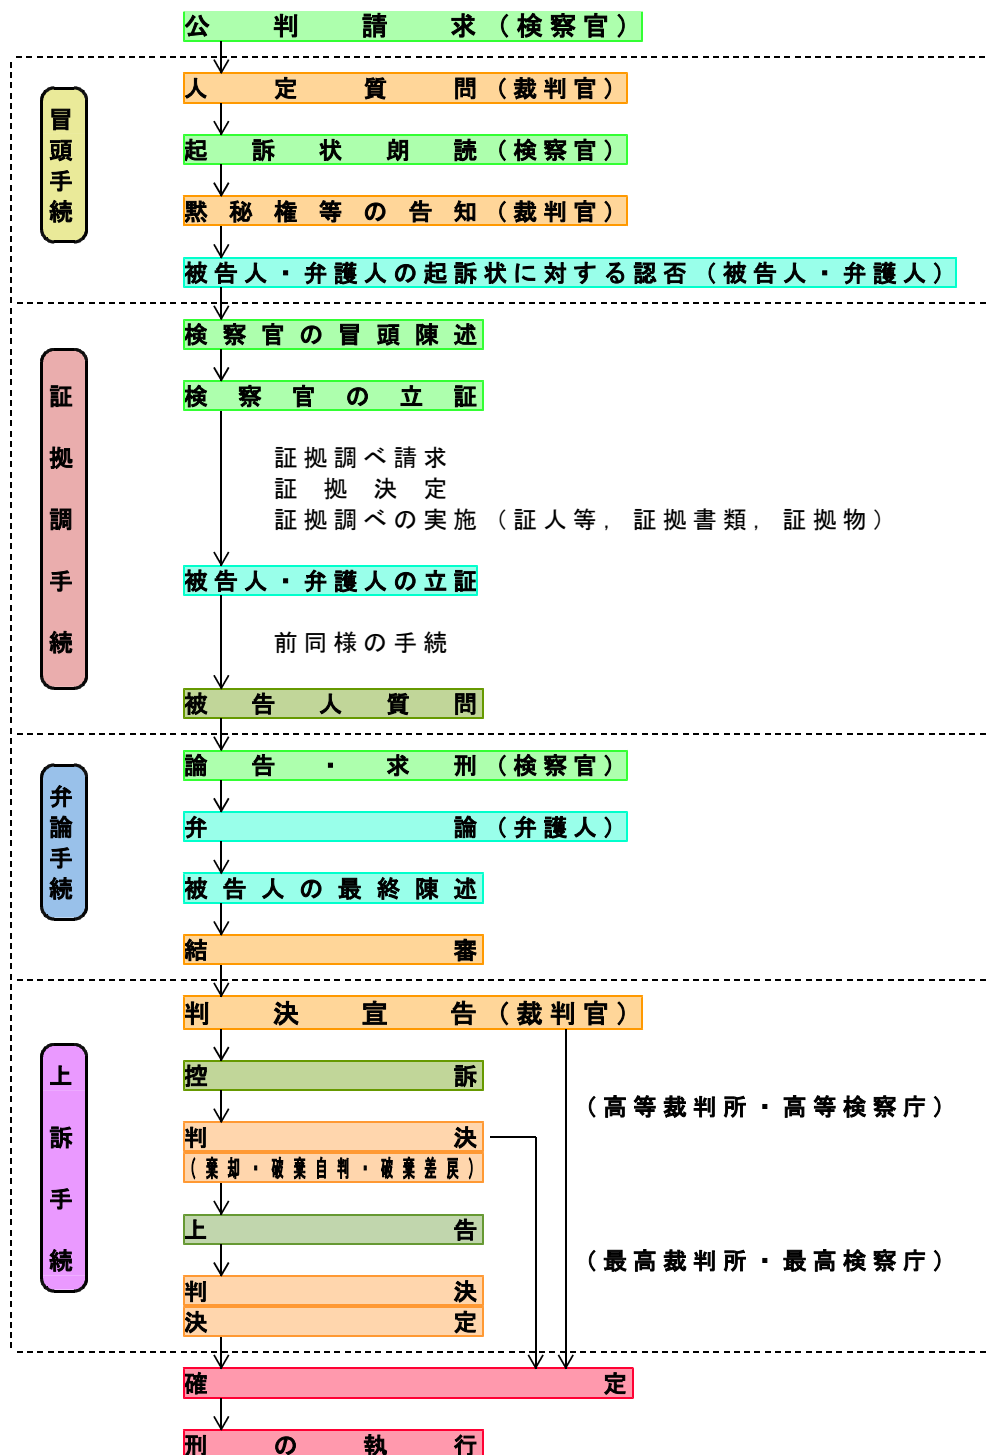 公判請求（検察官）
冒頭手続
人定質問（裁判官）
起訴状朗読（検察官）
黙秘権等の告知（裁判官）
被告人・弁護人の起訴状に対する認否（被告人・弁護人）
証拠調手続
検察官の冒頭陳述
検察官の立証
証拠調べ請求
証拠決定
証拠調べの実施（証人等，証拠書類，証拠物）
被告人・弁護人の立証
前同様の手続
被告人質問
弁論手続
論告・求刑（検察官）
弁論（弁護人）
被告人の最終陳述
結審
上訴手続
判決宣告（裁判官）
控訴
（高等裁判所・高等検察庁）
判決
（棄却・破棄自判・破棄差戻）
上告
（最高裁判所・最高検察庁）
判決
決定
確定
刑の執行